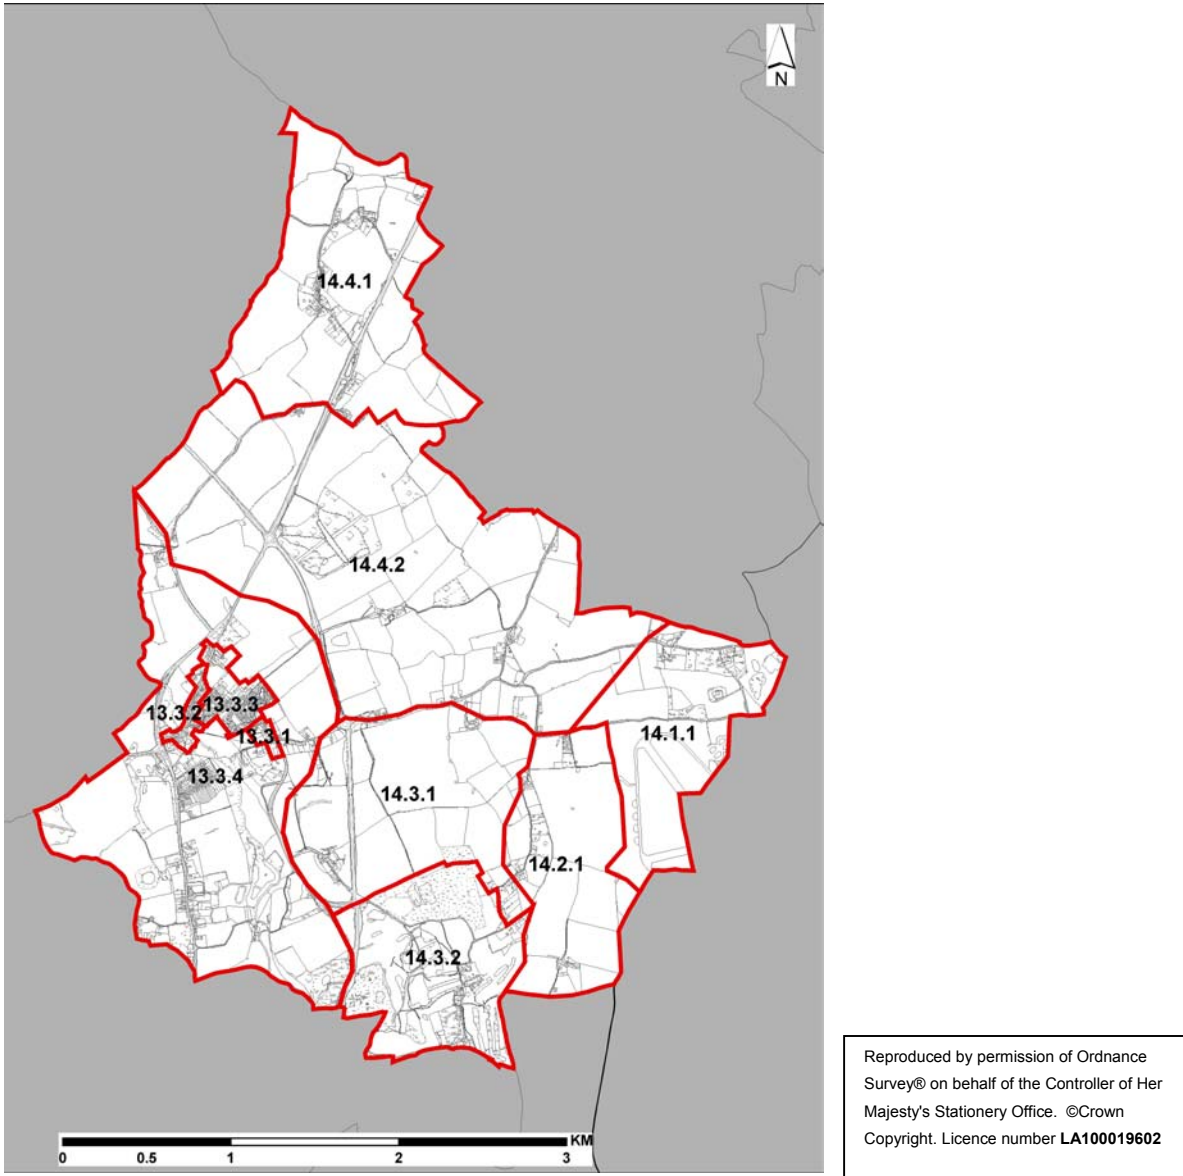 N
14.4.1
14.4.2
13.3.2
13.3.3
13.3.1
14.1.1
13.3.4
14.3.1
14.2.1
14.3.2
KM
0 0.5 1 2 3
Reproduced by permission of Ordnance
Survey® on behalf of the Controller of Her
Majesty's Stationery Office. ©Crown
Copyright. Licence number LA100019602